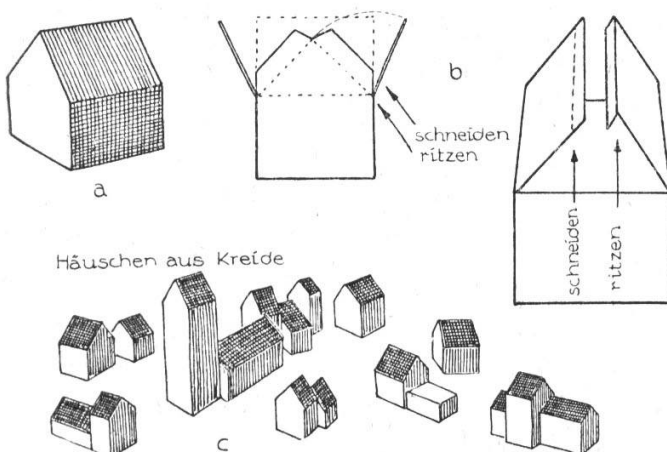 a
b
schneiden
ritzen
schneiden
ritzen
Häuschen aus Kreide
c